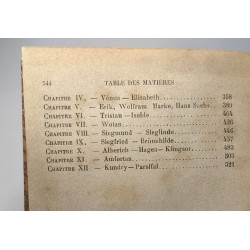 544 TABLE DES MATIÈRES
CHAPITRE IV. — Vénus — Elisabeth. 358
CHAPITRE V. — Erik, Wolfram, Marke, Hans Sachs. 380
CHAPITRE VI. — Tristan — Isolde 404
CHAPITRE VII. — Wotan 426
CHAPITRE VIII. — Siegmund — Sieglinde 446
CHAPITRE IX. — Siegfried — Brünnhilde 457
CHAPITRE X. — Alberich — Hagen — Klingsor 482
CHAPITRE XI. — Amfortas 503
CHAPITRE XII. — Kundry — Parsifal 521